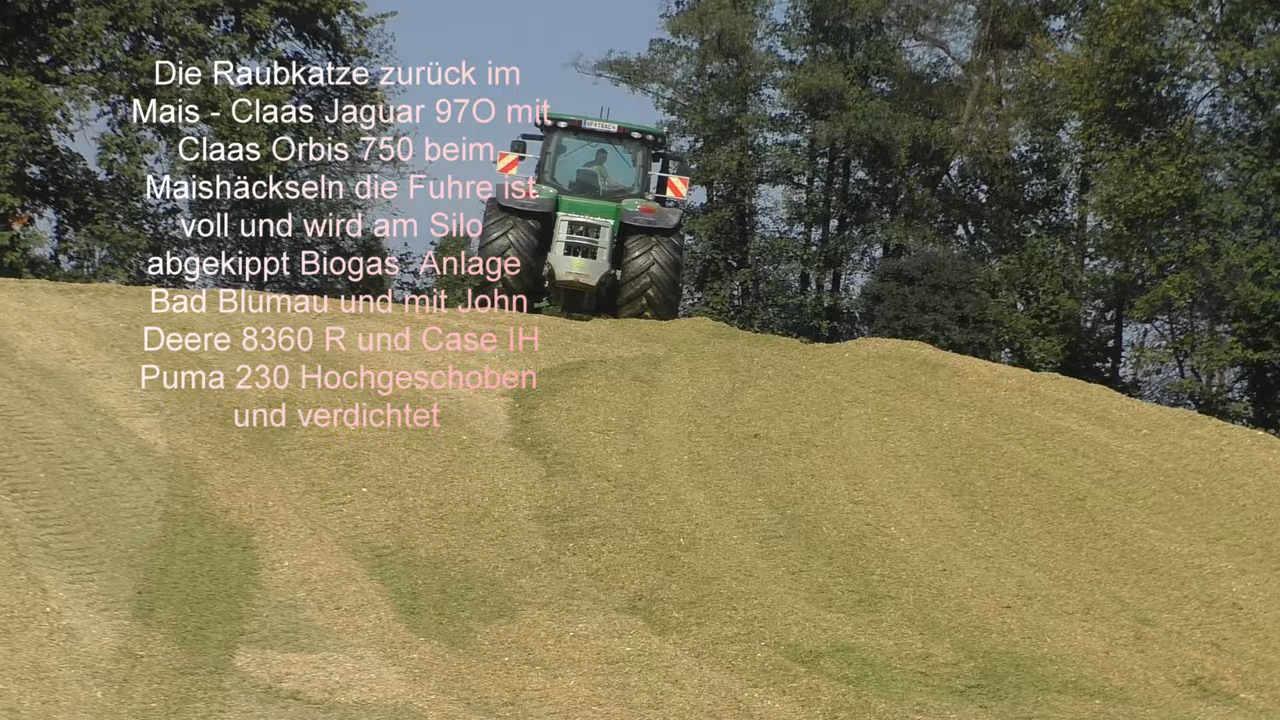 Die Raubkatze zurück im
Mais - Claas Jaguar 97O mit
Claas Orbis 750 beim
Maishäckseln die Fuhre ist
voll und wird am Silo
abgekippt Biogas  Anlage
Bad Blumau und mit John
Deere 8360 R und Case IH
Puma 230 Hochgeschoben
und verdichtet